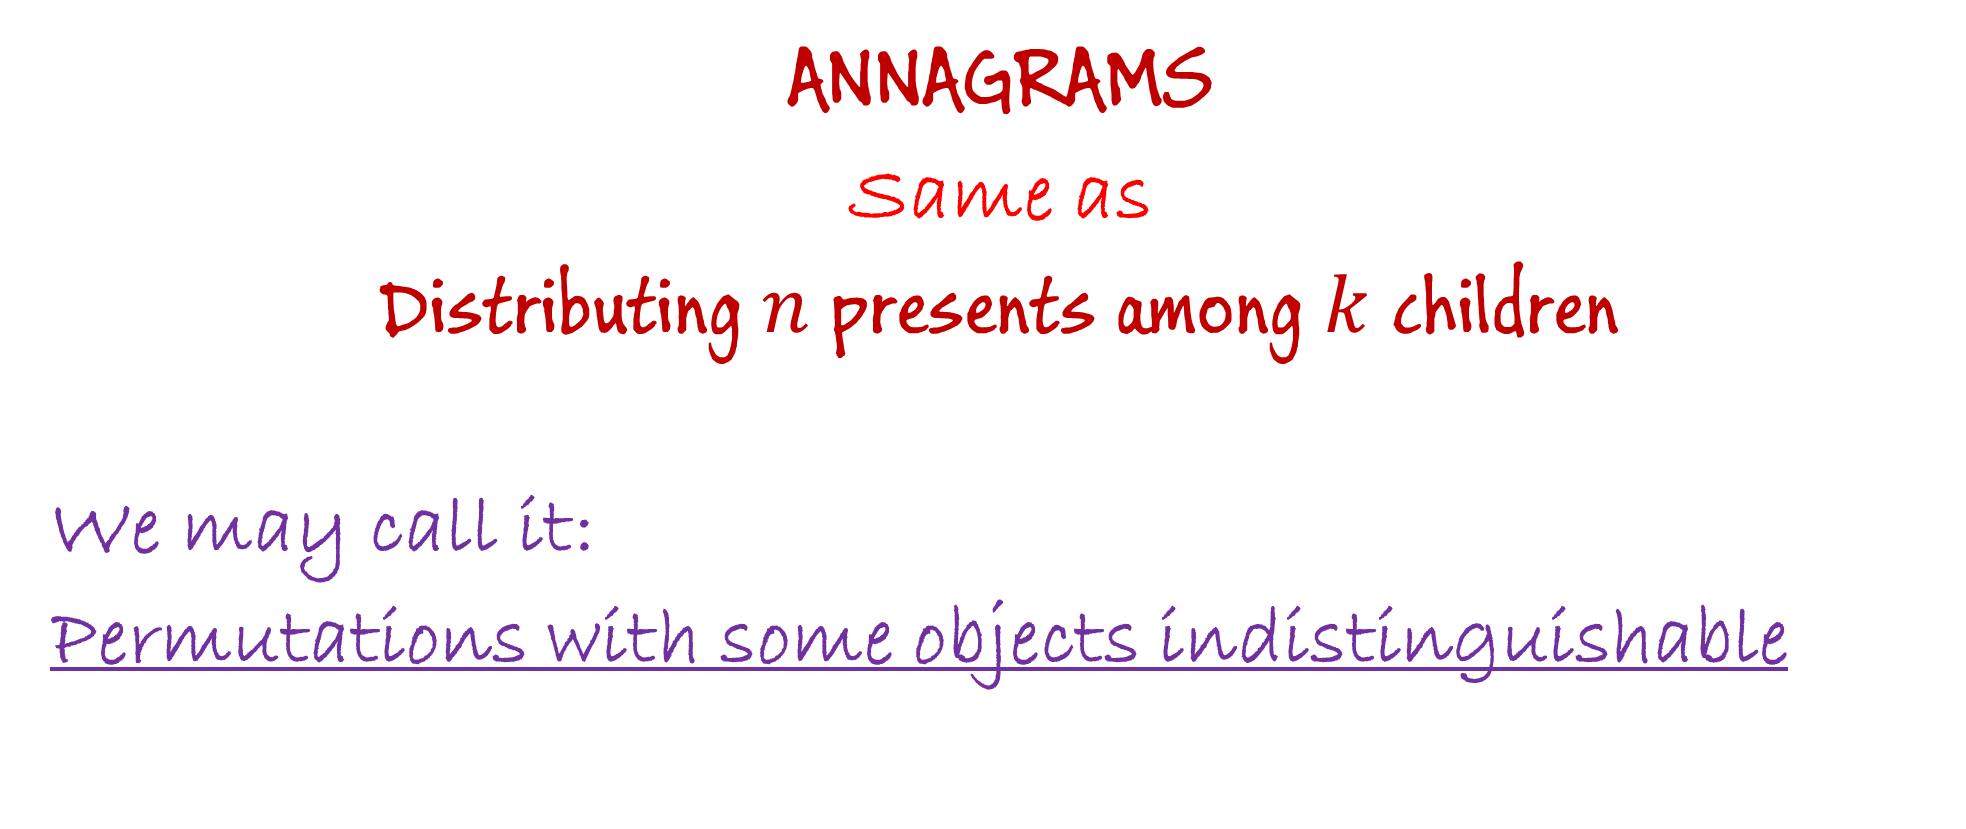 ANNAGRAMS
Same as
Distributing n presents among k children
We may call it:
Permutations with some objects indistinguishable